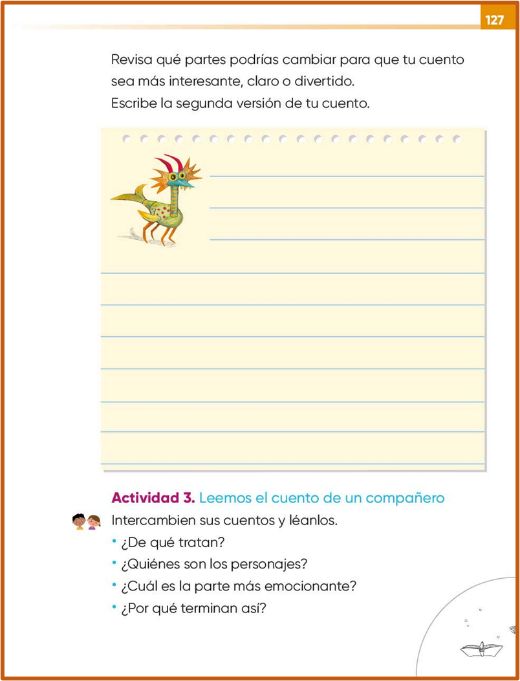 127
Revisa qué partes podrías cambiar para que tu cuento
sea más interesante, claro o divertido.
Escribe la segunda versión de tu cuento.
Actividad 3. Leemos el cuento de un compañero
Intercambien sus cuentos y léanlos.
• ¿De qué tratan?
• ¿Quiénes son los personajes?
• ¿Cuál es la parte más emocionante?
• ¿Por qué terminan así?